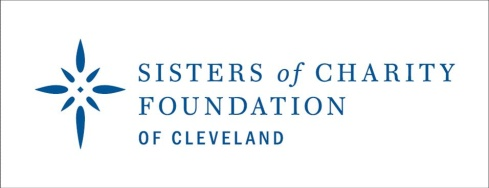 SISTERS of CHARITY
FOUNDATION
OF CLEVELAND